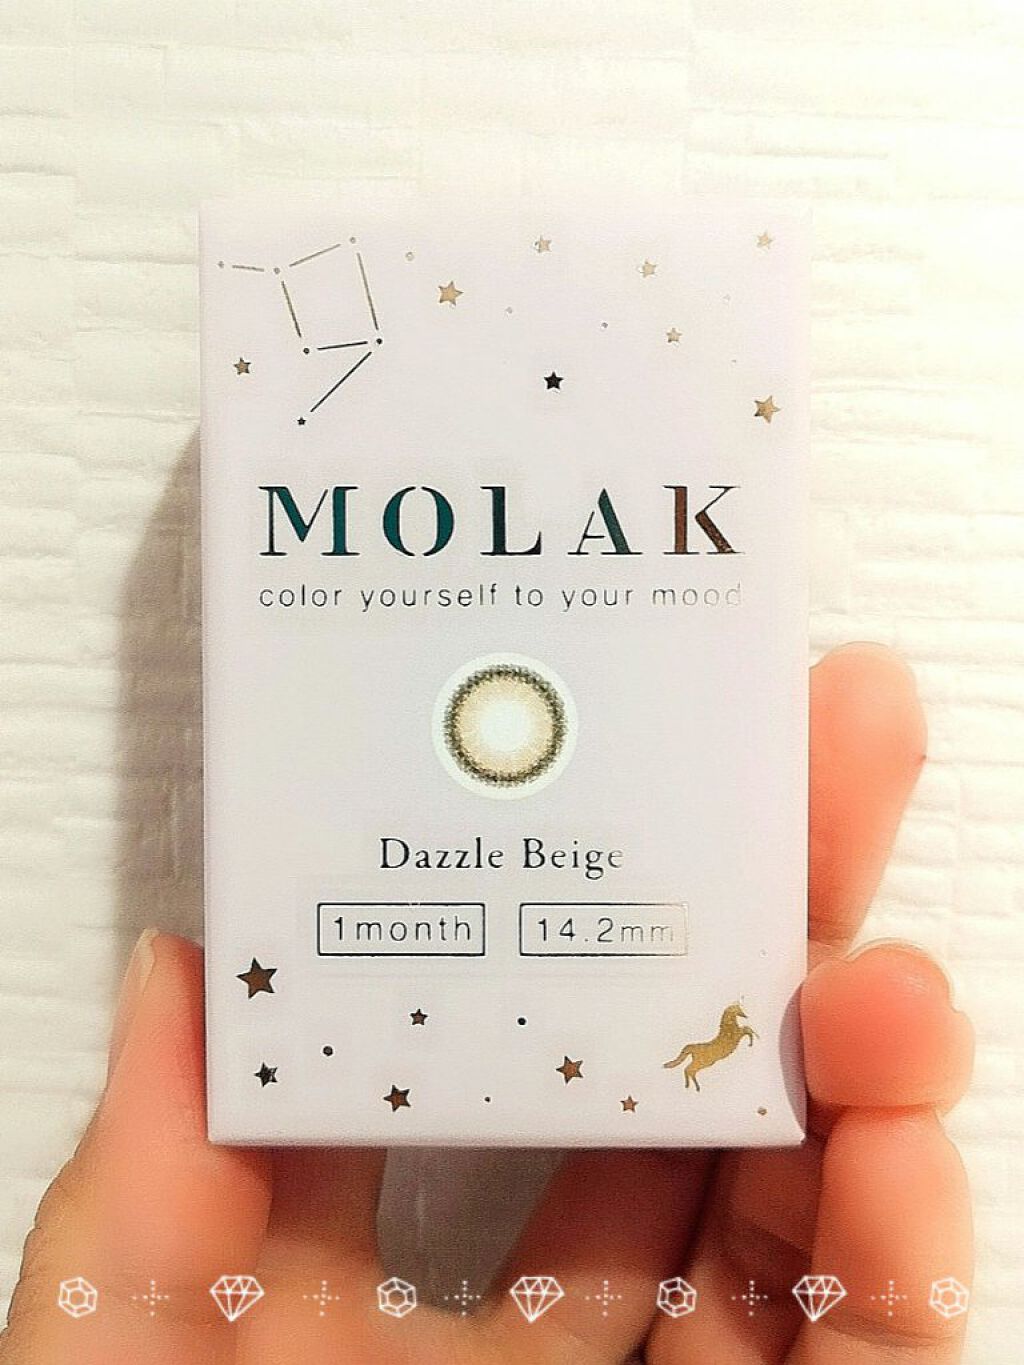 MOLAK
color yourself to your mood
Dazzle Beige
1month 14.2mm